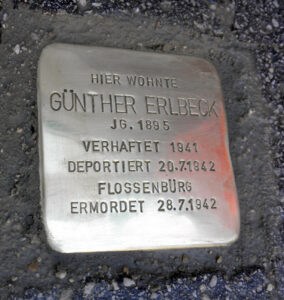 HIER WOHNTE
GÜNTHER ERLBECK
JG. 1895
VERHAFTET 1941
DEPORTIERT 20.7.1942
FLOSSENBÜRG
ERMORDET 28.7.1942